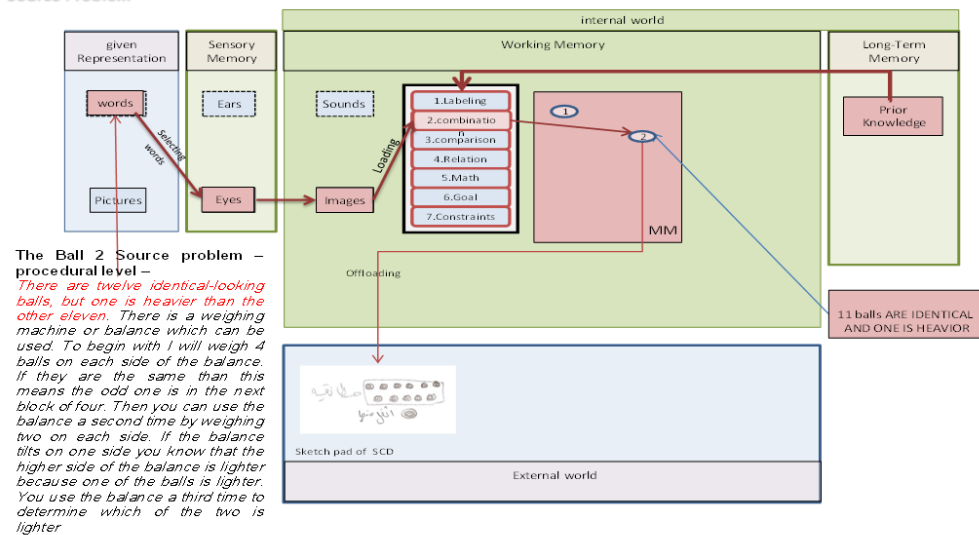 internal world
given
Representation
Sensory
Memory
Working Memory
Long-Term
Memory
words
Ears
Sounds
1.Labeling
2.combinatio
n
3.comparison
4.Relation
5.Math
6.Goal
7.Constraints
1
2
MM
Prior
Knowledge
Selecting
words
Loading
Pictures
Eyes
Images
The Ball 2 Source problem –
procedural level –
There are twelve identical-looking
balls, but one is heavier than the
other eleven. There is a weighing
machine or balance which can be
used. To begin with I will weigh 4
balls on each side of the balance.
If they are the same than this
means the odd one is in the next
block of four. Then you can use the
balance a second time by weighing
two on each side. If the balance
tilts on one side you know that the
higher side of the balance is lighter
because one of the balls is lighter.
You use the balance a third time to
determine which of the two is
lighter
Offloading
11 balls ARE IDENTICAL
AND ONE IS HEAVIOR
Sketch pad of SCD
External world